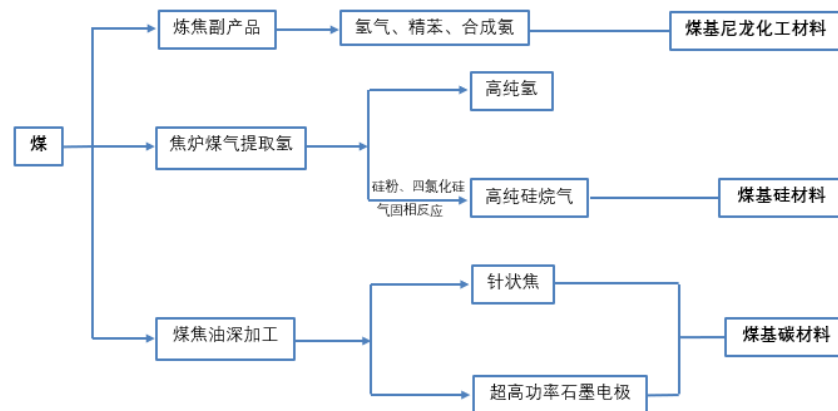 炼焦副产品
氢气、精苯、合成氨
煤基尼龙化工材料
高纯氢
煤
焦炉煤气提取氢
硅粉、四氯化硅
气固相反应
高纯硅烷气
煤基硅材料
针状焦
煤焦油深加工
煤基碳材料
超高功率石墨电极